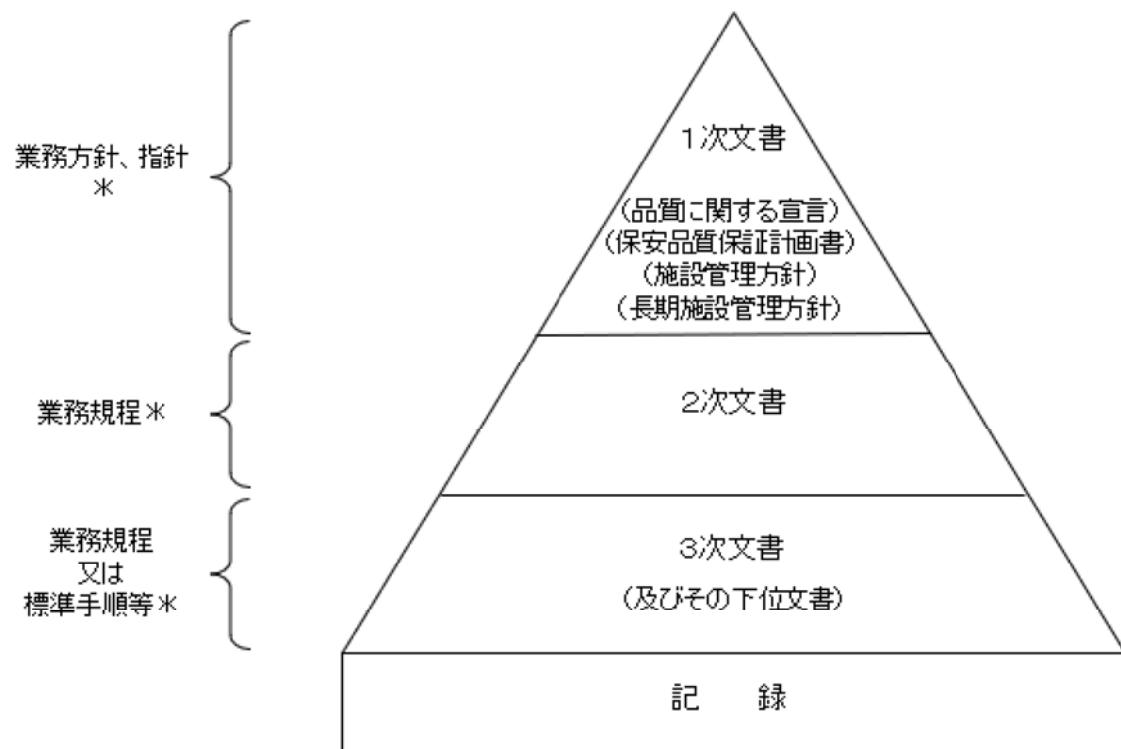 業務方針、指針
＊
１次文書
（品質に関する宣言）
（保安品質保証計画書）
（施設管理方針）
（長期施設管理方針）
業務規程＊
２次文書
業務規程
又は
標準手順等＊
３次文書
（及びその下位文書）
記　録